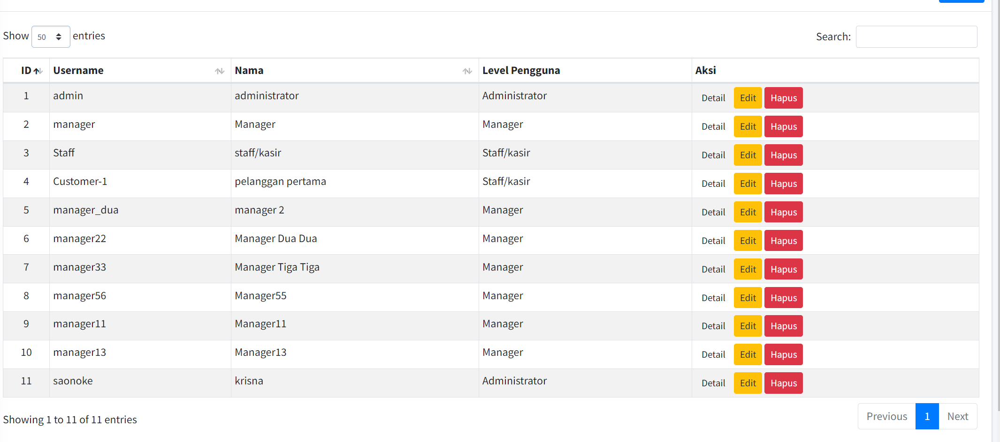 Show 50 entries Search:
ID Username Nama Level Pengguna Aksi
1 admin administrator Administrator Detail Edit Hapus
2 manager Manager Manager Detail Edit Hapus
3 Staff staff/kasir Staff/kasir Detail Edit Hapus
4 Customer-1 pelanggan pertama Staff/kasir Detail Edit Hapus
5 manager_dua manager 2 Manager Detail Edit Hapus
6 manager22 Manager Dua Dua Manager Detail Edit Hapus
7 manager33 Manager Tiga Tiga Manager Detail Edit Hapus
8 manager56 Manager55 Manager Detail Edit Hapus
9 manager11 Manager11 Manager Detail Edit Hapus
10 manager13 Manager13 Manager Detail Edit Hapus
11 saonoke krisna Administrator Detail Edit Hapus
Showing 1 to 11 of 11 entries Previous 1 Next